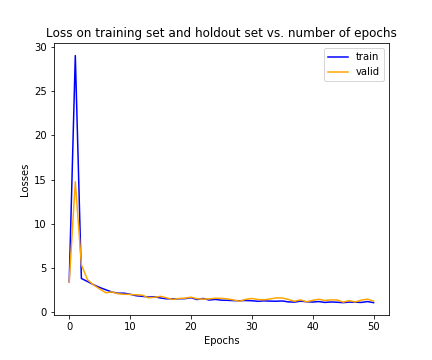 Loss on training set and holdout set vs. number of epochs
30
25
20
15
10
5
0
Losses
train
valid
0 10 20 30 40 50
Epochs